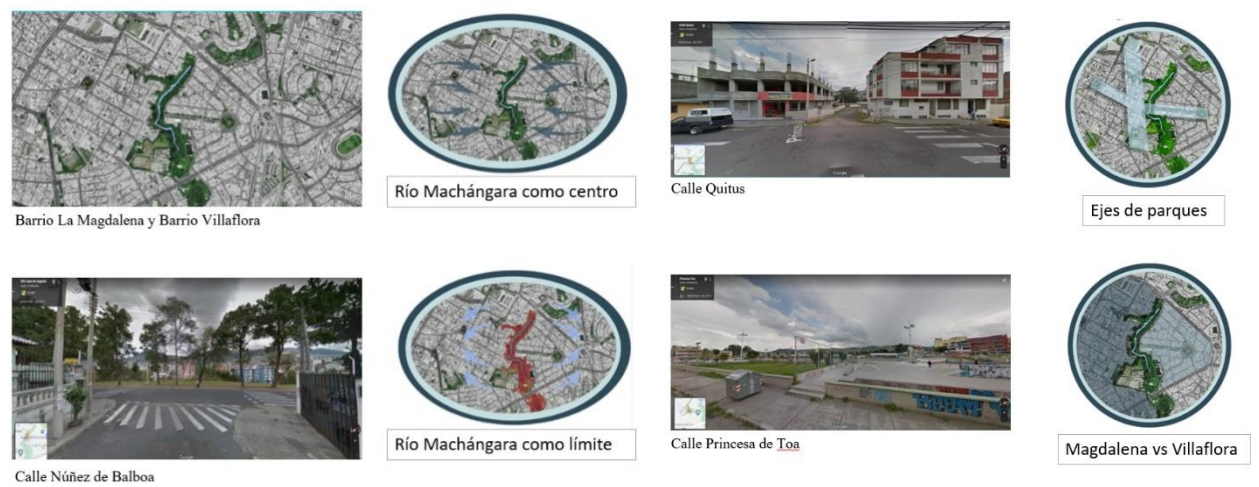 Barrio La Magdalena y Barrio Villaflora
Río Machángara como centro
Calle Quitus
Ejes de parques
Calle Núñez de Balboa
Río Machángara como límite
Calle Princesa de Toa
Magdalena vs Villaflora